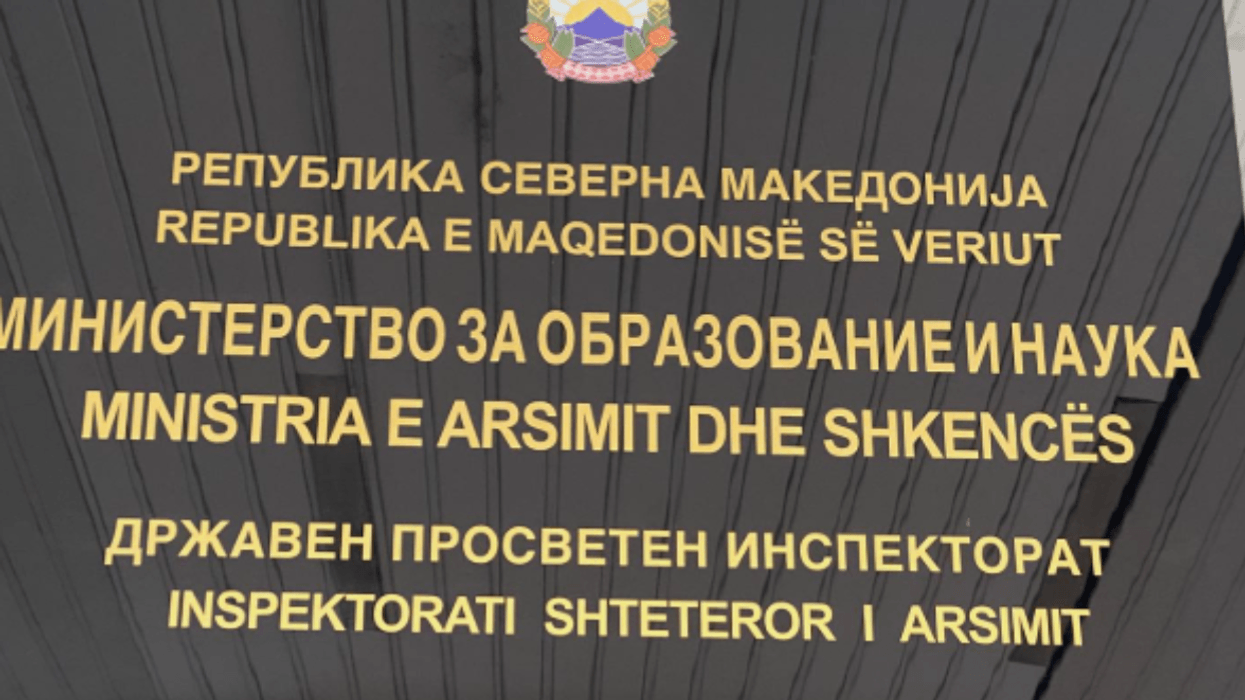 РЕПУБЛИКА СЕВЕРНА МАКЕДОНИЈА
REPUBLIKA E MAQEDONISË SË VERIUT
МИНИСТЕРСТВО ЗА ОБРАЗОВАНИЕ И НАУКА
MINISTRIA E ARSIMIT DHE SHKENCËS
ДРЖАВЕН ПРОСВЕТЕН ИНСПЕКТОРАТ
INSPEKTORATI SHTETEROR I ARSIMIT